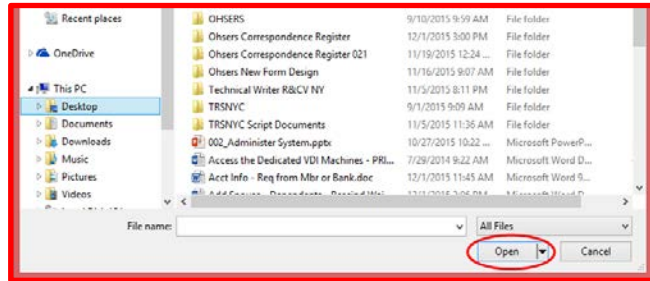 Recent places
OneDrive
This PC
Desktop
Documents
Downloads
Music
Pictures
Videos
OHSERS 9/10/2015 9:59 AM File folder
Ohsers Correspondence Register 12/1/2015 3:00 PM File folder
Ohsers Correspondence Register 021 11/19/2015 12:24 ... File folder
Ohsers New Form Design 11/16/2015 9:07 AM File folder
Technical Writer R&CV NY 11/5/2015 8:11 PM File folder
TRSNYC 9/1/2015 9:09 AM File folder
TRSNYC Script Documents 11/5/2015 11:36 AM File folder
002_Administer System.pptx 10/27/2015 10:22 ... Microsoft PowerP...
Access the Dedicated VDI Machines - PRI... 7/29/2014 9:22 AM Microsoft Word D...
Acct Info - Req from Mbr or Bank.doc 12/1/2015 11:45 AM Microsoft Word 9...
File name:
All Files
Open Cancel